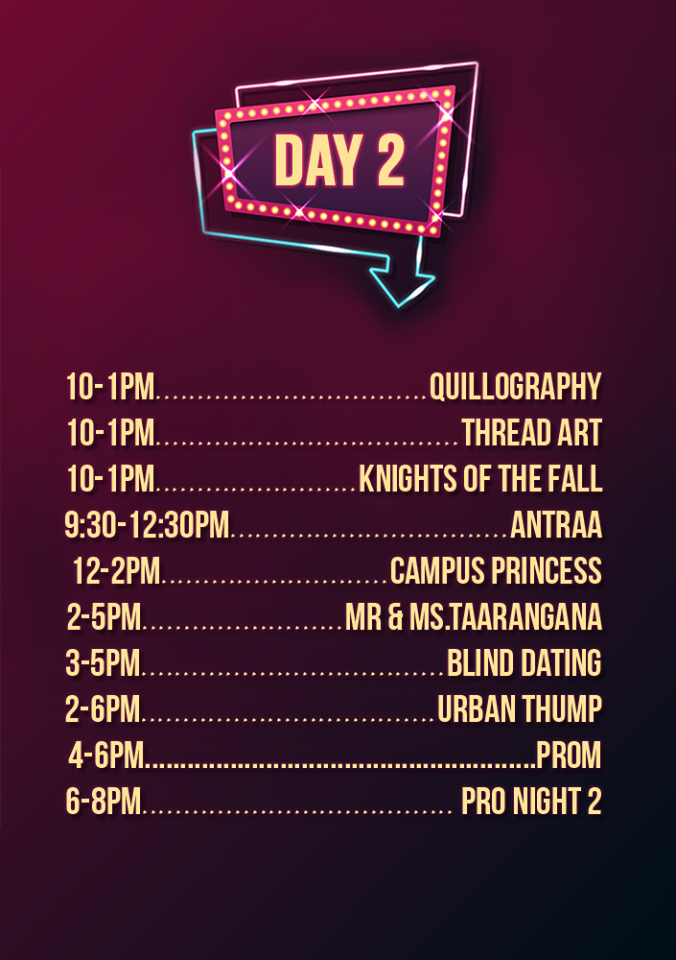 DAY 2
10-1PM...............................QUILLOGRAPHY
10-1PM..................................THREAD ART
10-1PM.......................KNIGHTS OF THE FALL
9:30-12:30PM...............................ANTRAA
12-2PM..........................CAMPUS PRINCESS
2-5PM.......................MR & MS.TAARANGANA
3-5PM..................................BLIND DATING
2-6PM.................................URBAN THUMP
4-6PM.....................................................PROM
6-8PM................................... PRO NIGHT 2